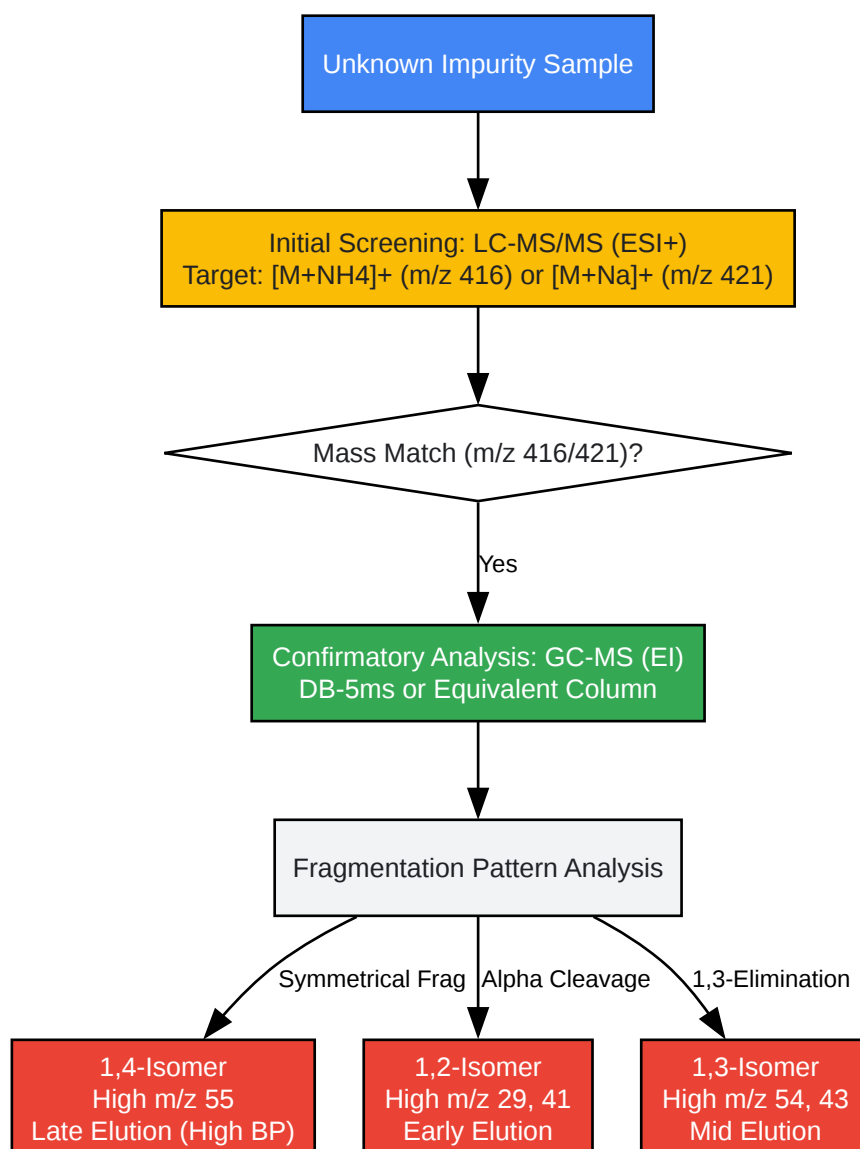 Unknown Impurity Sample
Initial Screening: LC-MS/MS (ESI+)
Target: [M+NH4]+ (m/z 416) or [M+Na]+ (m/z 421)
Mass Match (m/z 416/421)?
Yes
Confirmatory Analysis: GC-MS (EI)
DB-5ms or Equivalent Column
Fragmentation Pattern Analysis
Symmetrical Frag
Alpha Cleavage
1,3-Elimination
1,4-Isomer
High m/z 55
Late Elution (High BP)
1,2-Isomer
High m/z 29, 41
Early Elution
1,3-Isomer
High m/z 54, 43
Mid Elution